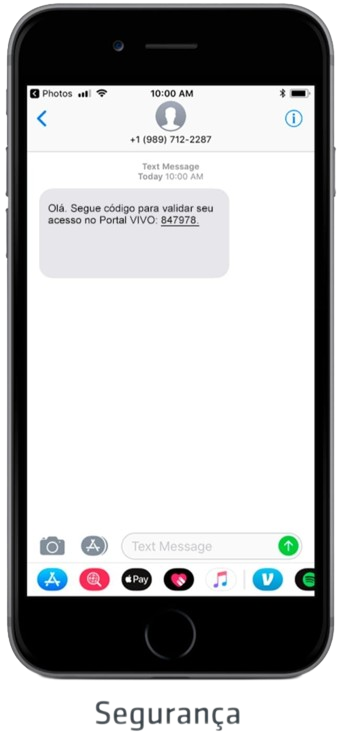 Photos 10:00 AM
+1 (989) 712-2287
Text Message
Today 10:00 AM
Olá. Segue código para validar seu
acesso no Portal VIVO: 847978.
Text Message
Pay
Segurança